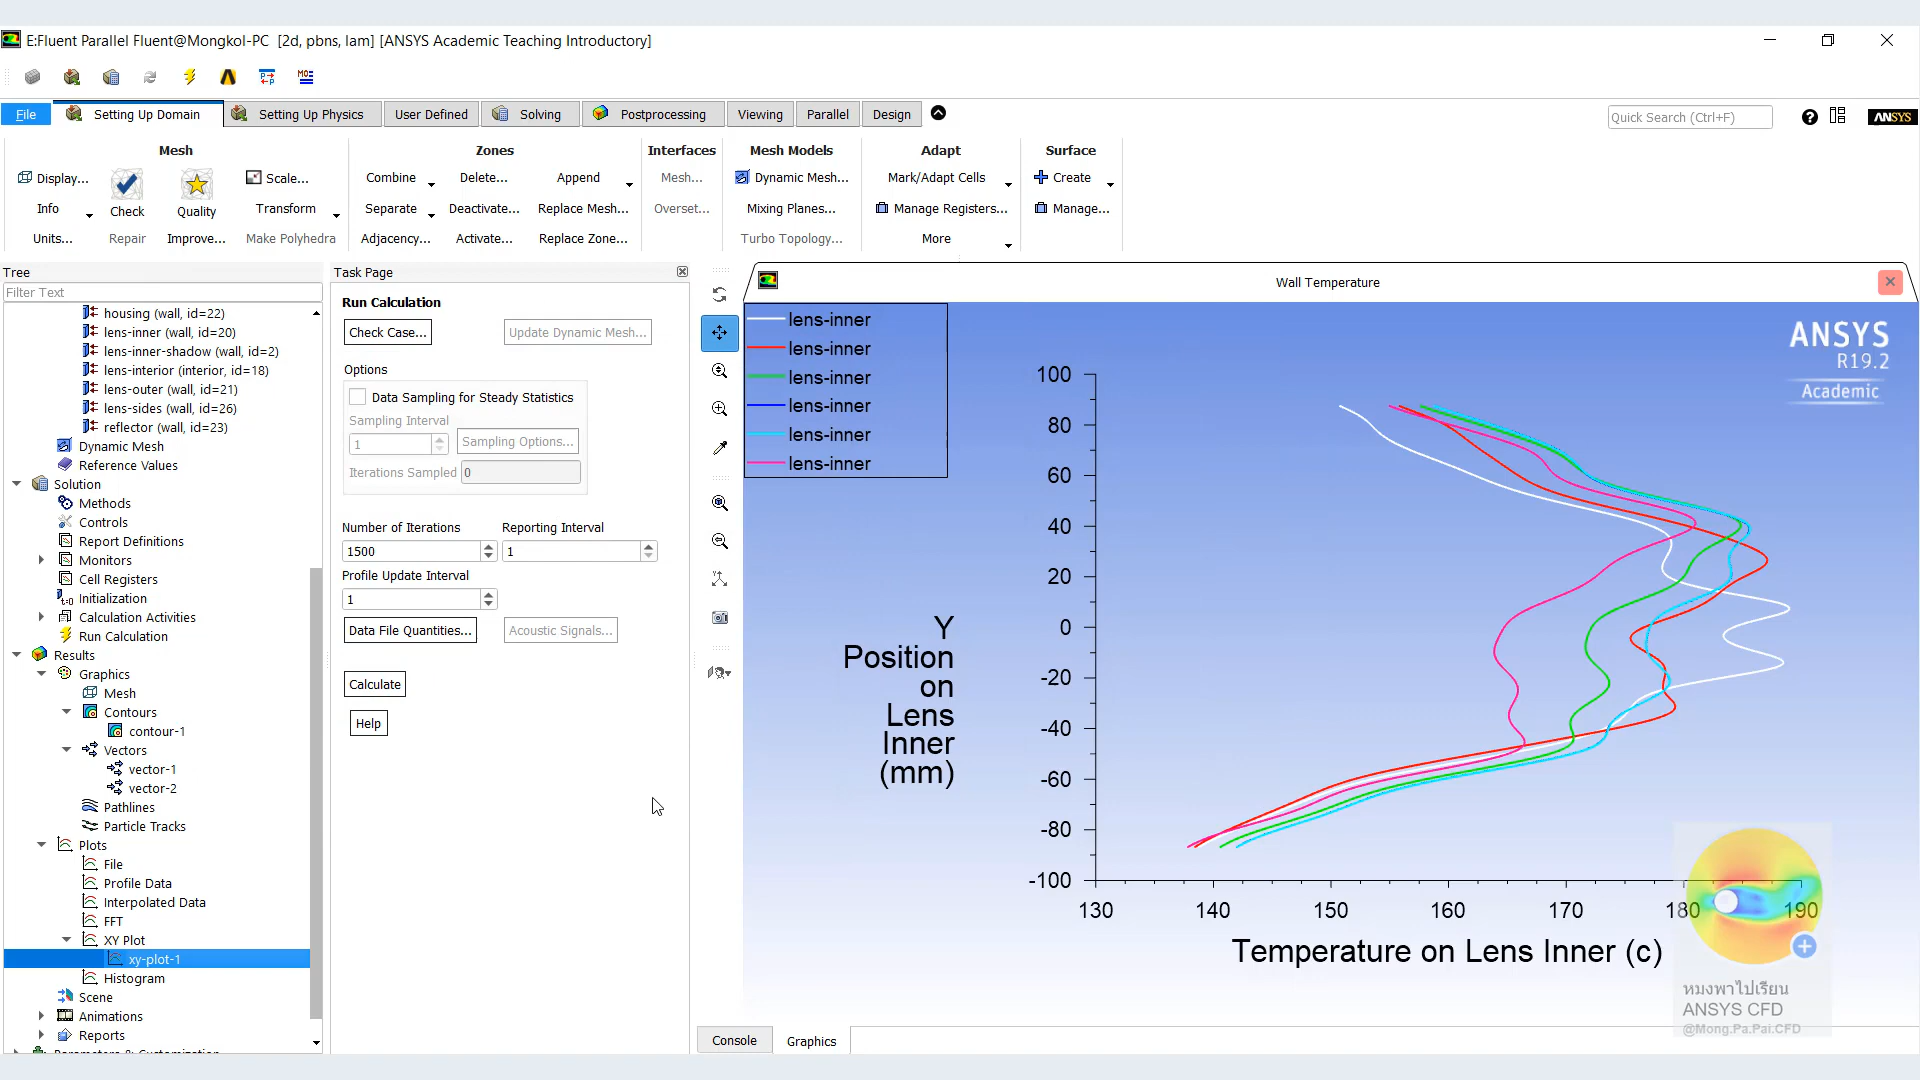 E:Fluent Parallel Fluent@Mongkol-PC [2d, pbns, lam] [ANSYS Academic Teaching Introductory]
File
Setting Up Domain
Setting Up Physics
User Defined
Solving
Postprocessing
Viewing
Parallel
Design
Quick Search (Ctrl+F)
ANSYS
Mesh
Zones
Interfaces
Mesh Models
Adapt
Surface
Display...
Scale...
Combine
Delete...
Append
Mesh...
Dynamic Mesh...
Mark/Adapt Cells
Create
Info
Check
Quality
Transform
Separate
Deactivate...
Replace Mesh...
Overset...
Mixing Planes...
Manage Registers...
Manage...
Units...
Repair
Improve...
Make Polyhedra
Adjacency...
Activate...
Replace Zone...
Turbo Topology...
More
Tree
Filter Text
housing (wall, id=22)
lens-inner (wall, id=20)
lens-inner-shadow (wall, id=2)
lens-interior (interior, id=18)
lens-outer (wall, id=21)
lens-sides (wall, id=26)
reflector (wall, id=23)
Dynamic Mesh
Reference Values
Solution
Methods
Controls
Report Definitions
Monitors
Cell Registers
Initialization
Calculation Activities
Run Calculation
Results
Graphics
Mesh
Contours
contour-1
Vectors
vector-1
vector-2
Pathlines
Particle Tracks
Plots
File
Profile Data
Interpolated Data
FFT
XY Plot
xy-plot-1
Histogram
Scene
Animations
Reports
Task Page
Run Calculation
Check Case...
Update Dynamic Mesh...
Options
Data Sampling for Steady Statistics
Sampling Interval
1
Sampling Options...
Iterations Sampled
0
Number of Iterations
Reporting Interval
1500
1
Profile Update Interval
1
Data File Quantities...
Acoustic Signals...
Calculate
Help
Wall Temperature
lens-inner
lens-inner
lens-inner
lens-inner
lens-inner
lens-inner
ANSYS
R19.2
Academic
Y
Position
on
Lens
Inner
(mm)
100
80
60
40
20
0
-20
-40
-60
-80
-100
130
140
150
160
170
180
190
Temperature on Lens Inner (c)
หมงพาไปเรียน
ANSYS CFD
@Mong.Pa.Pai.CFD
Console
Graphics